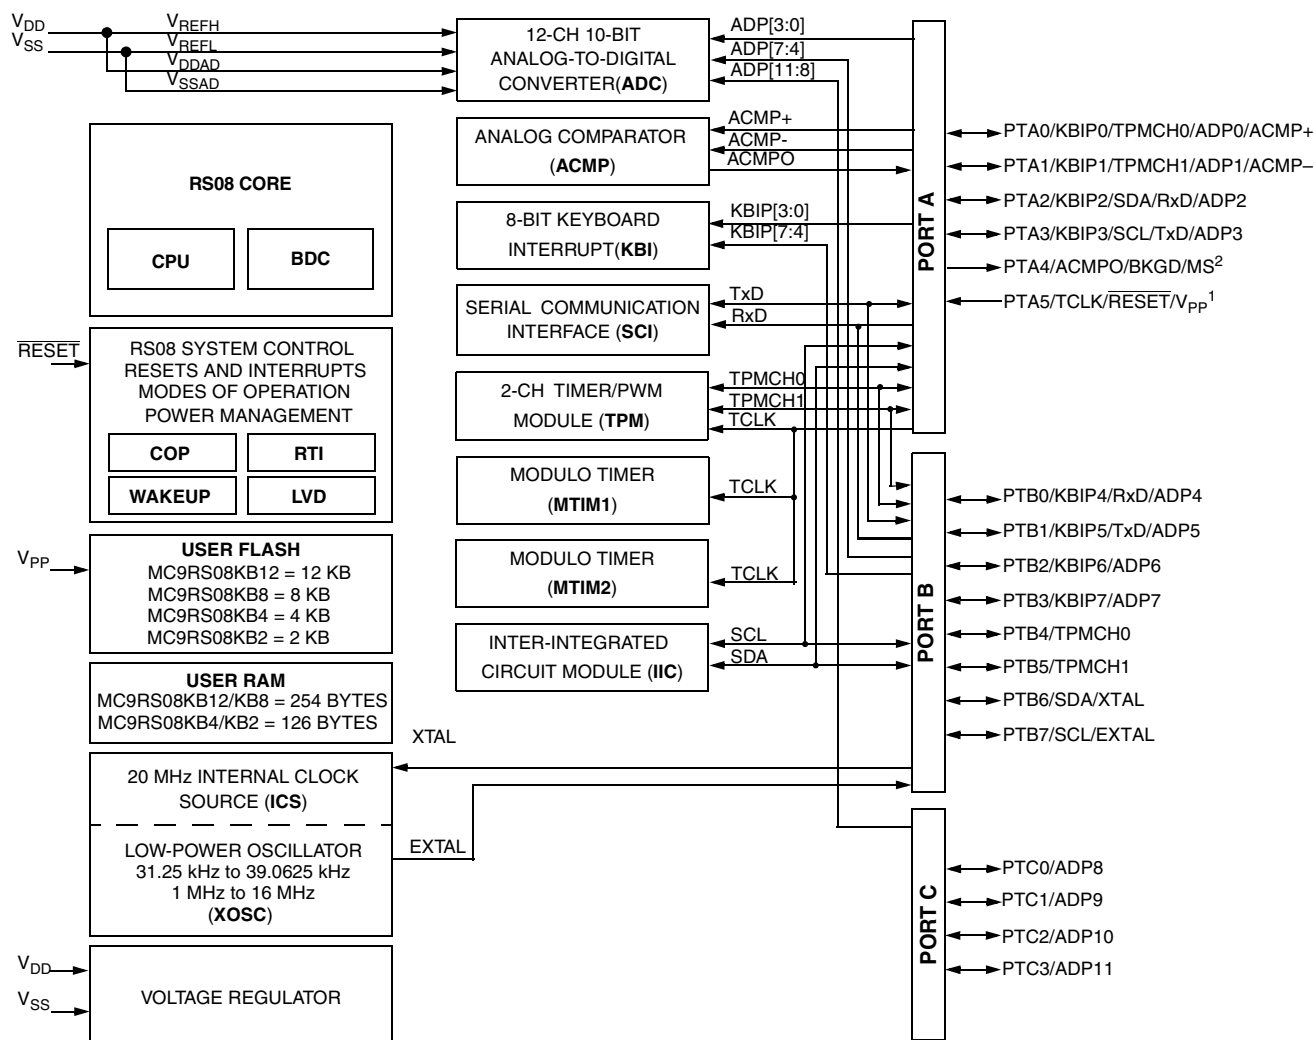 VDD
VSS
VREFH
VREFL
VDDAD
VSSAD
12-CH 10-BIT
ANALOG-TO-DIGITAL
CONVERTER(ADC)
ADP[3:0]
ADP[7:4]
ADP[11:8]
ANALOG COMPARATOR
(ACMP)
ACMP+
ACMP-
ACMPO
8-BIT KEYBOARD
INTERRUPT(KBI)
KBIP[3:0]
KBIP[7:4]
SERIAL COMMUNICATION
INTERFACE (SCI)
TxD
RxD
2-CH TIMER/PWM
MODULE (TPM)
TPMCH0
TPMCH1
TCLK
MODULO TIMER
(MTIM1)
TCLK
MODULO TIMER
(MTIM2)
TCLK
INTER-INTEGRATED
CIRCUIT MODULE (IIC)
SCL
SDA
RS08 CORE
CPU
BDC
RESET
RS08 SYSTEM CONTROL
RESETS AND INTERRUPTS
MODES OF OPERATION
POWER MANAGEMENT
COP
RTI
WAKEUP
LVD
VPP
USER FLASH
MC9RS08KB12 = 12 KB
MC9RS08KB8 = 8 KB
MC9RS08KB4 = 4 KB
MC9RS08KB2 = 2 KB
USER RAM
MC9RS08KB12/KB8 = 254 BYTES
MC9RS08KB4/KB2 = 126 BYTES
XTAL
20 MHz INTERNAL CLOCK
SOURCE (ICS)
LOW-POWER OSCILLATOR
31.25 kHz to 39.0625 kHz
1 MHz to 16 MHz
(XOSC)
EXTAL
VDD
VSS
VOLTAGE REGULATOR
PORT A
PTA0/KBIP0/TPMCH0/ADP0/ACMP+
PTA1/KBIP1/TPMCH1/ADP1/ACMP–
PTA2/KBIP2/SDA/RxD/ADP2
PTA3/KBIP3/SCL/TxD/ADP3
PTA4/ACMPO/BKGD/MS²
PTA5/TCLK/RESET/VPP¹
PORT B
PTB0/KBIP4/RxD/ADP4
PTB1/KBIP5/TxD/ADP5
PTB2/KBIP6/ADP6
PTB3/KBIP7/ADP7
PTB4/TPMCH0
PTB5/TPMCH1
PTB6/SDA/XTAL
PTB7/SCL/EXTAL
PORT C
PTC0/ADP8
PTC1/ADP9
PTC2/ADP10
PTC3/ADP11